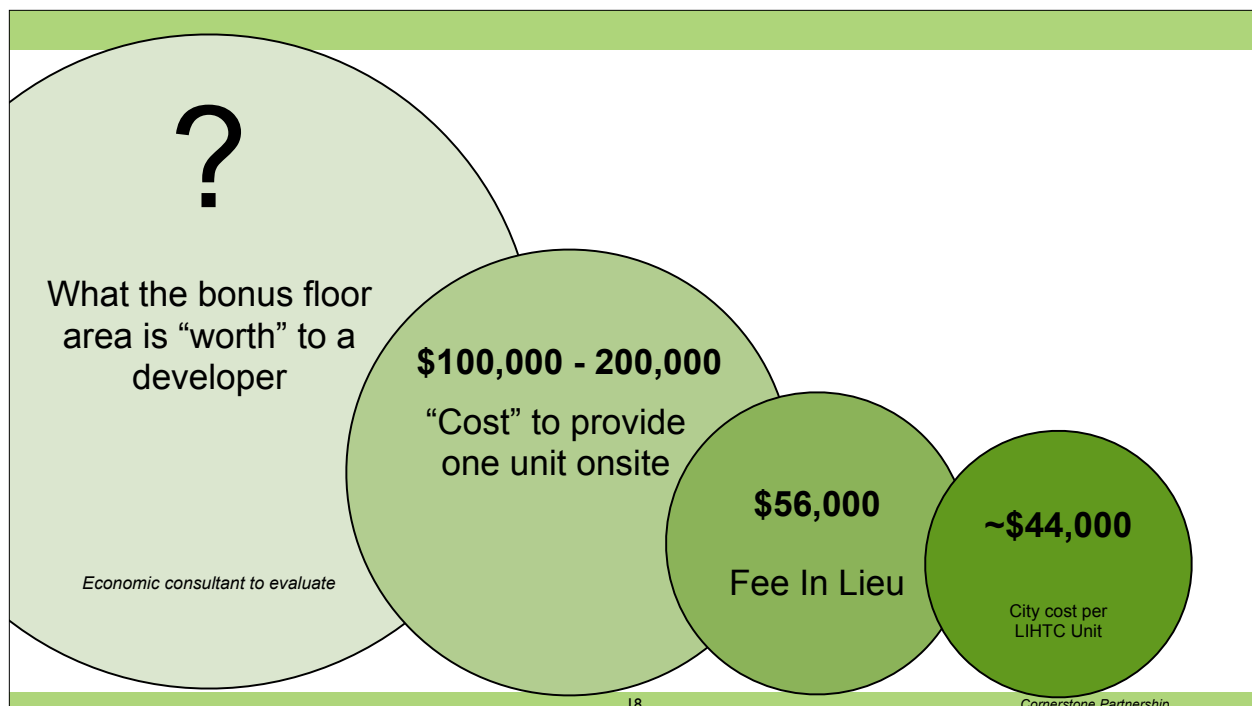 ?
What the bonus floor
area is “worth” to a
developer
Economic consultant to evaluate
$100,000 - 200,000
“Cost” to provide
one unit onsite
$56,000
Fee In Lieu
~$44,000
City cost per
LIHTC Unit
18
Cornerstone Partnership